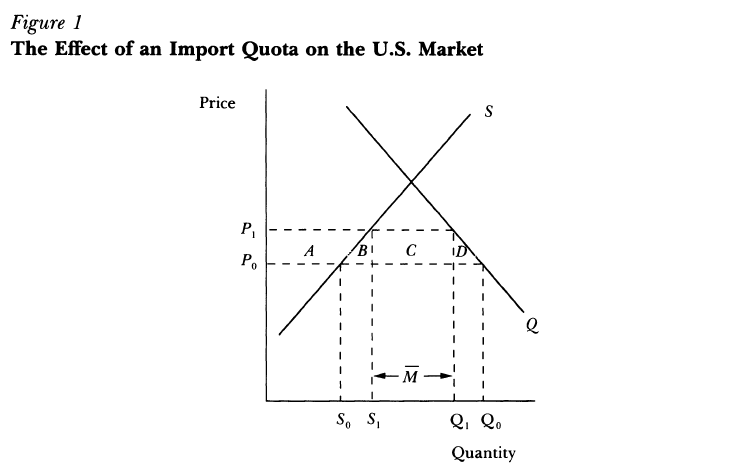 Figure 1
The Effect of an Import Quota on the U.S. Market
Price
S
P₁
A B C D
P₀
Q
M̅
S₀ S₁ Q₁ Q₀
Quantity